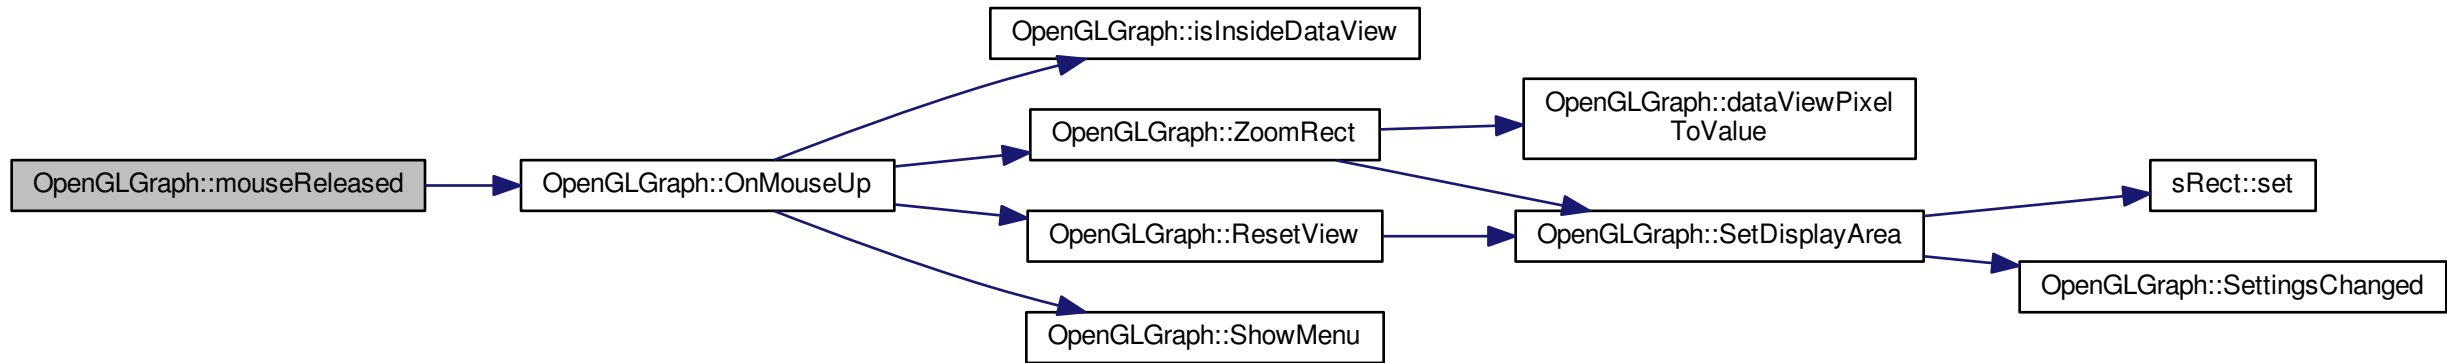 OpenGLGraph::mouseReleased
OpenGLGraph::OnMouseUp
OpenGLGraph::isInsideDataView
OpenGLGraph::ZoomRect
OpenGLGraph::ResetView
OpenGLGraph::ShowMenu
OpenGLGraph::dataViewPixel
ToValue
OpenGLGraph::SetDisplayArea
sRect::set
OpenGLGraph::SettingsChanged